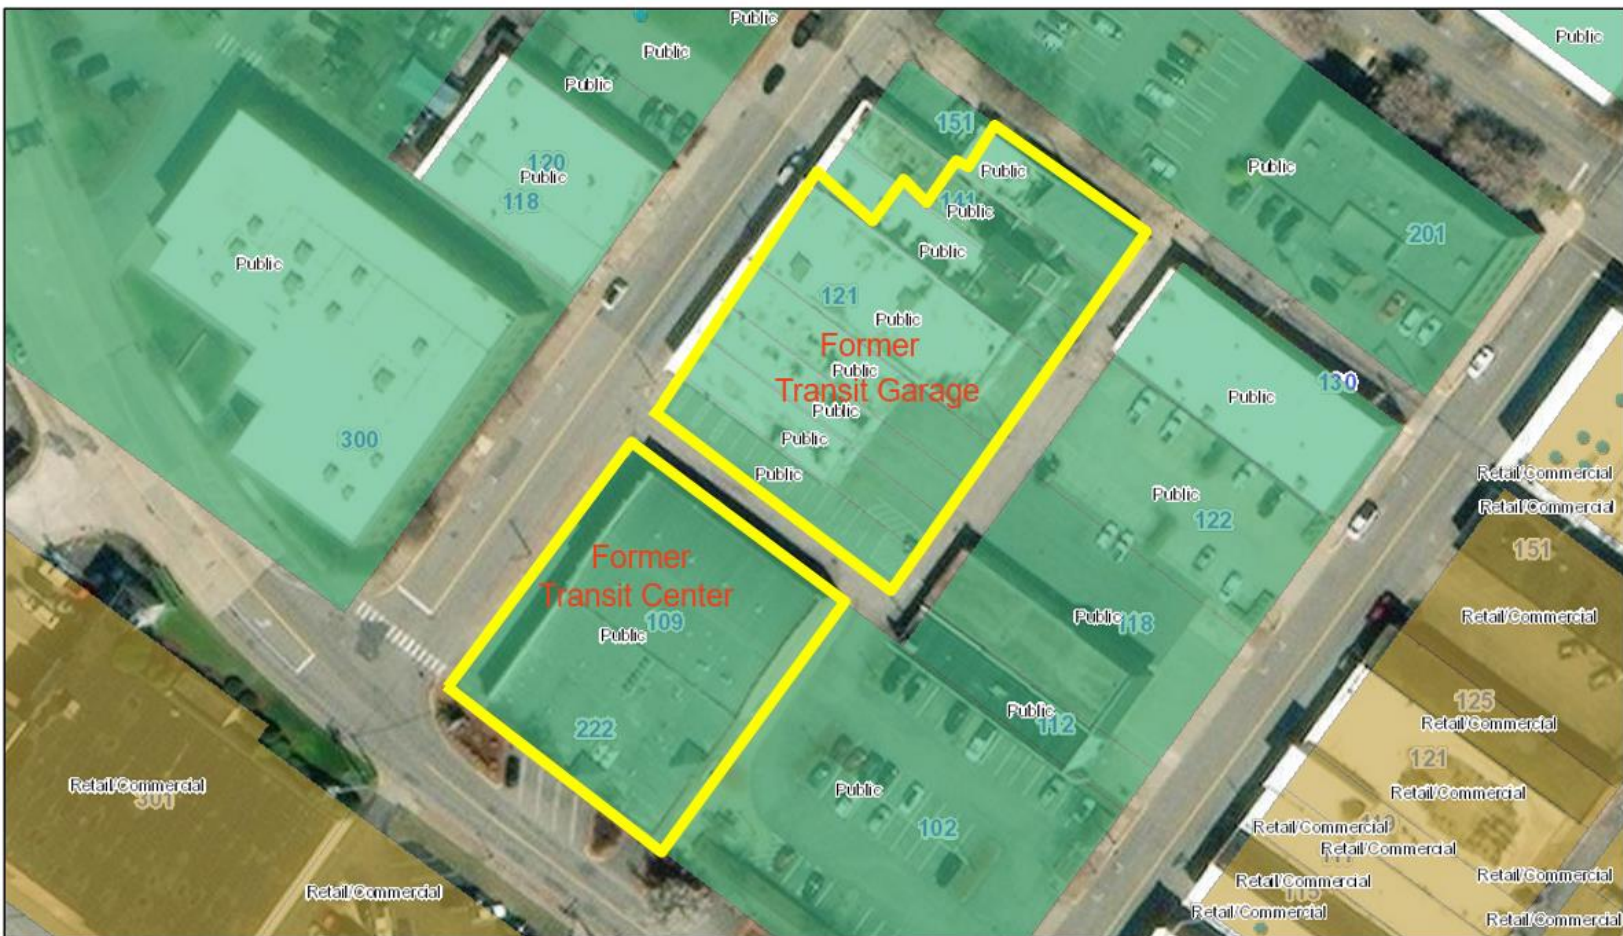 Public
Public
Public
Public
120
Public
118
Public
300
151
Public
141
Public
Public
121
Public
Former
Transit Garage
Public
Public
Public
Public
Public
201
130
Public
Public
122
Former
Transit Center
109
Public
222
Public
118
Public
112
Public
102
Retail/Commercial
Retail/Commercial
151
Retail/Commercial
125
Retail/Commercial
121
Retail/Commercial
Retail/Commercial
Retail/Commercial
Retail/Commercial
Retail/Commercial
Retail/Commercial
Retail/Commercial
Retail/Commercial
301
Retail/Commercial